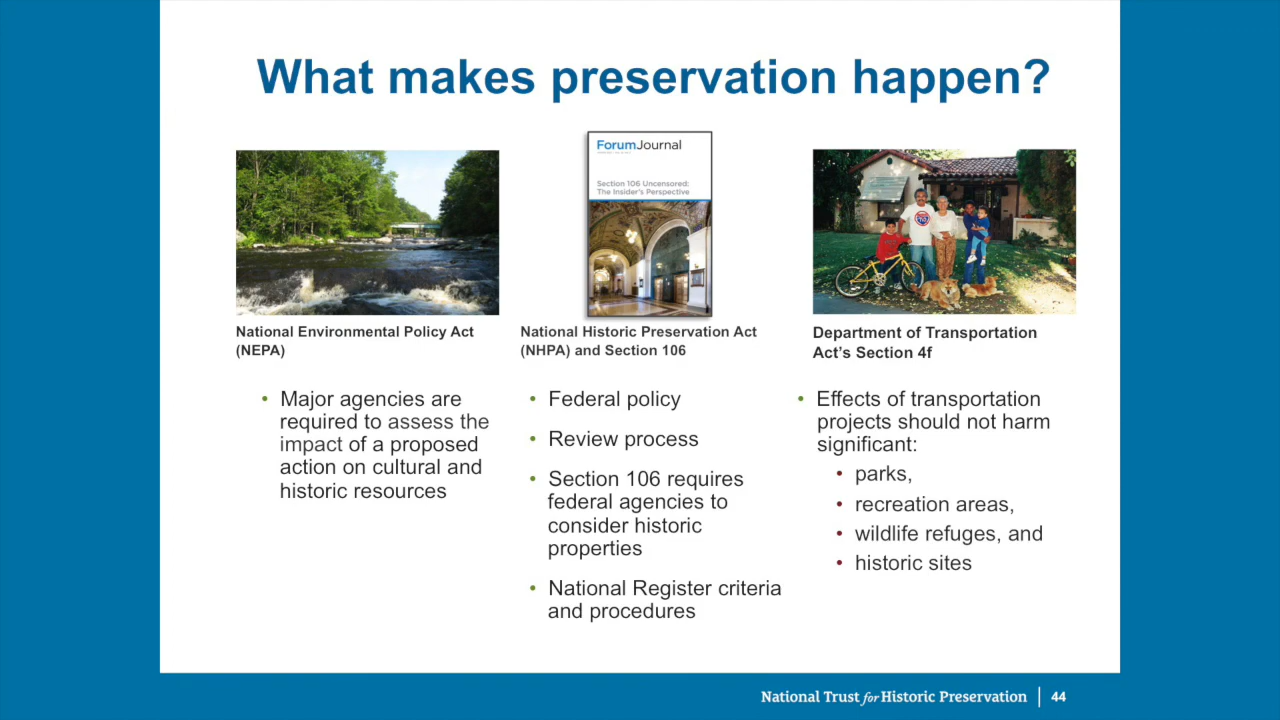 What makes preservation happen?
ForumJournal
Section 106 Uncensored:
The Insider's Perspective
National Environmental Policy Act
(NEPA)
• Major agencies are
required to assess the
impact of a proposed
action on cultural and
historic resources
National Historic Preservation Act
(NHPA) and Section 106
• Federal policy
• Review process
• Section 106 requires
federal agencies to
consider historic
properties
• National Register criteria
and procedures
Department of Transportation
Act's Section 4f
• Effects of transportation
projects should not harm
significant:
• parks,
• recreation areas,
• wildlife refuges, and
• historic sites
National Trust for Historic Preservation | 44